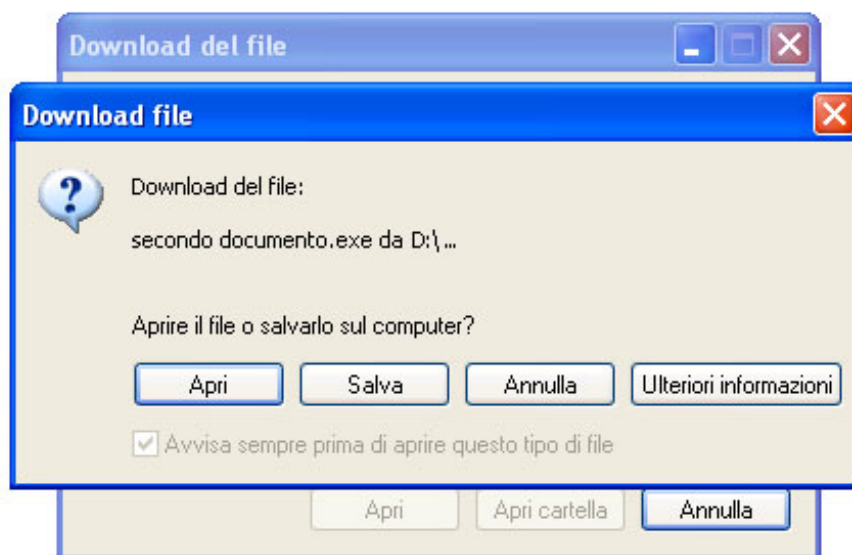 Download del file
Download file
Download del file:
secondo documento.exe da D:\ ...
Aprire il file o salvarlo sul computer?
Apri Salva Annulla Ulteriori informazioni
Avvisa sempre prima di aprire questo tipo di file
Apri Apri cartella Annulla